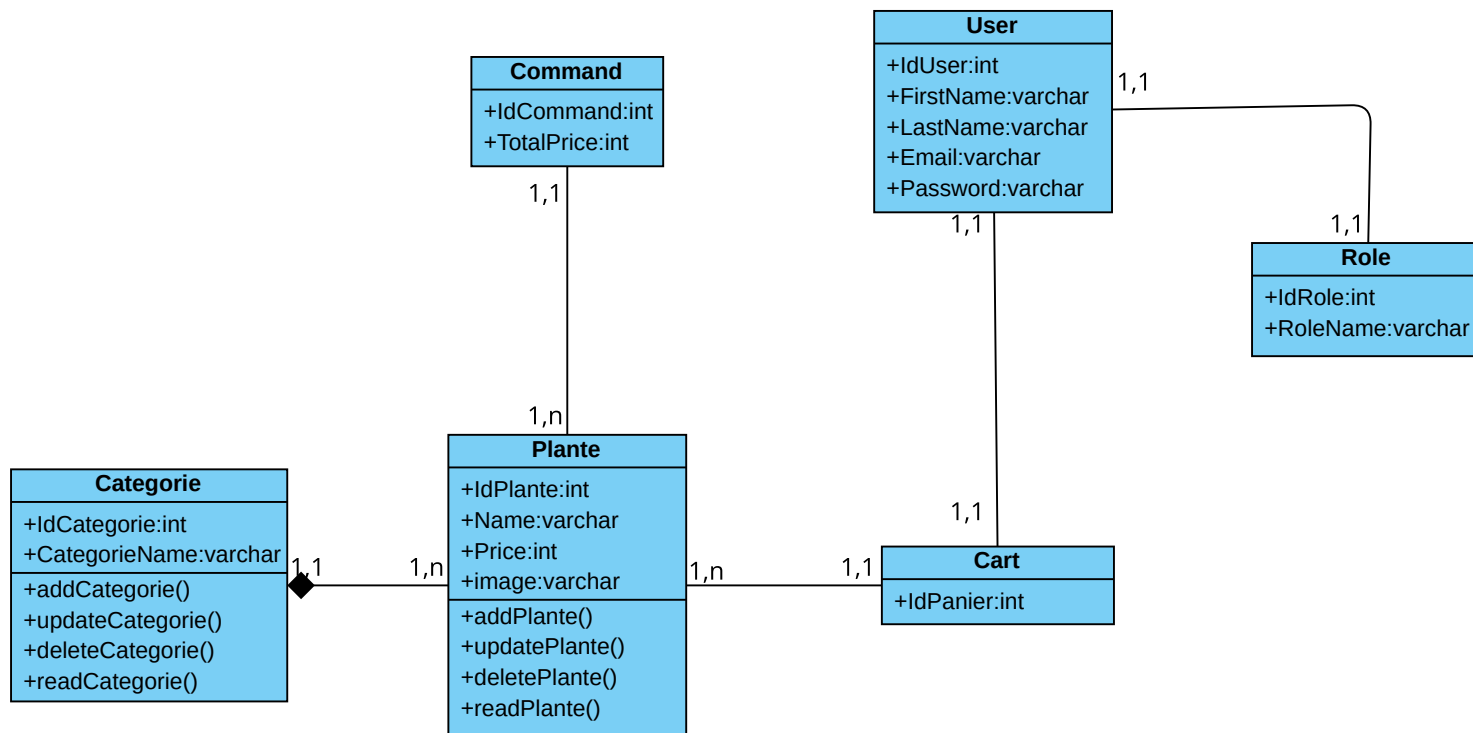 User
+IdUser:int
+FirstName:varchar
+LastName:varchar
+Email:varchar
+Password:varchar
1,1
1,1
Command
+IdCommand:int
+TotalPrice:int
1,1
1,1
Role
+IdRole:int
+RoleName:varchar
1,n
Plante
+IdPlante:int
+Name:varchar
+Price:int
+image:varchar
+addPlante()
+updatePlante()
+deletePlante()
+readPlante()
Categorie
+IdCategorie:int
+CategorieName:varchar
+addCategorie()
+updateCategorie()
+deleteCategorie()
+readCategorie()
1,1
1,n
1,n
1,1
1,1
Cart
+IdPanier:int